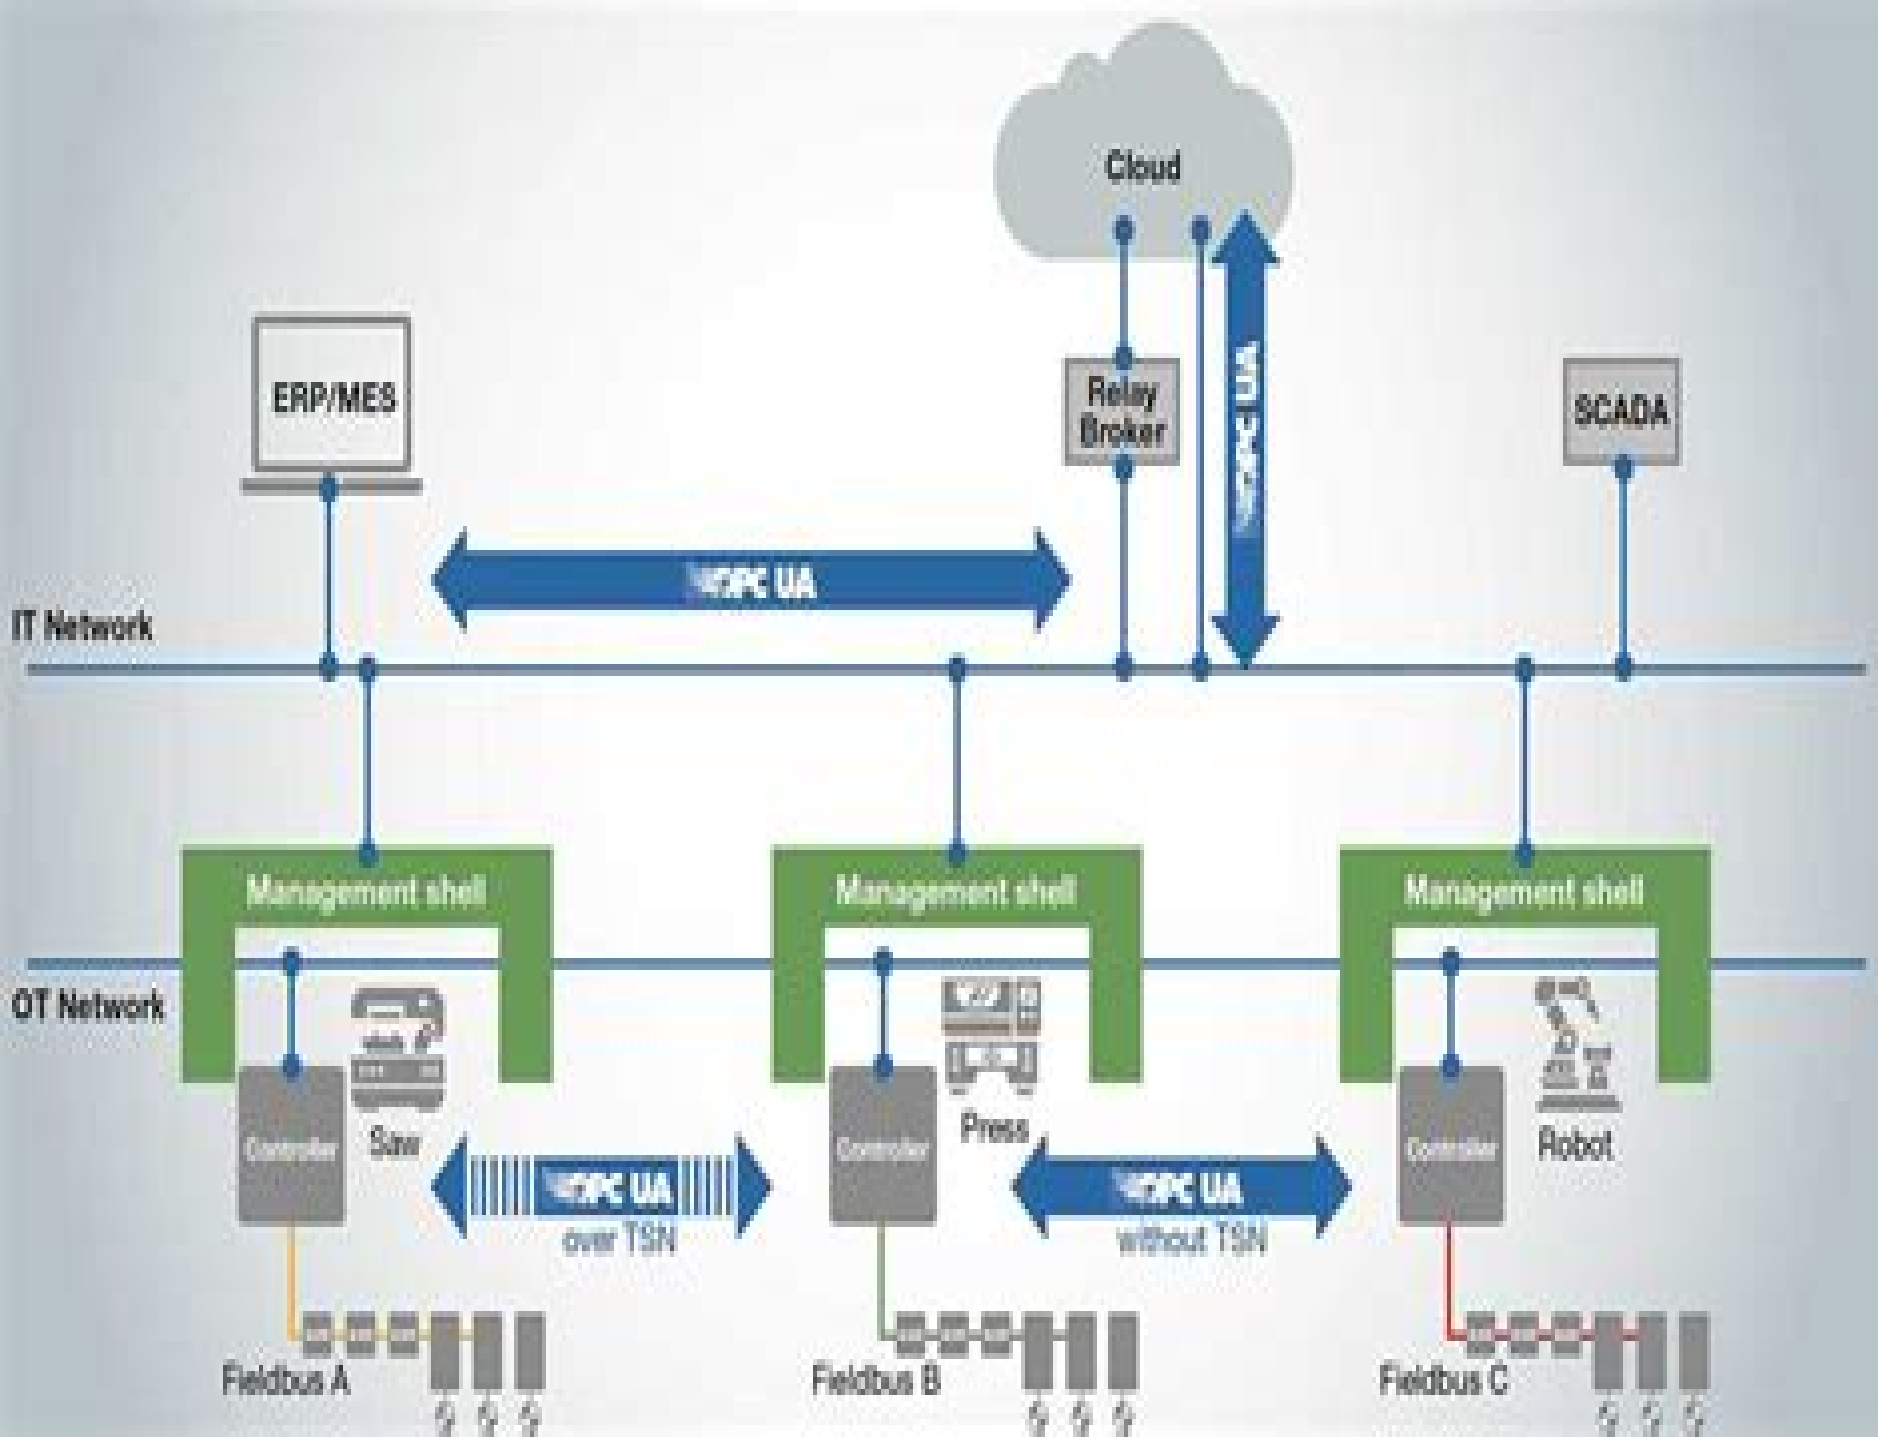 Cloud
ERP/MES
Relay
Broker
OPC UA
SCADA
OPC UA
IT Network
Management shell
Management shell
Management shell
OT Network
Controller
Saw
Controller
Press
Controller
Robot
OPC UA
over TSN
OPC UA
without TSN
Fieldbus A
Fieldbus B
Fieldbus C